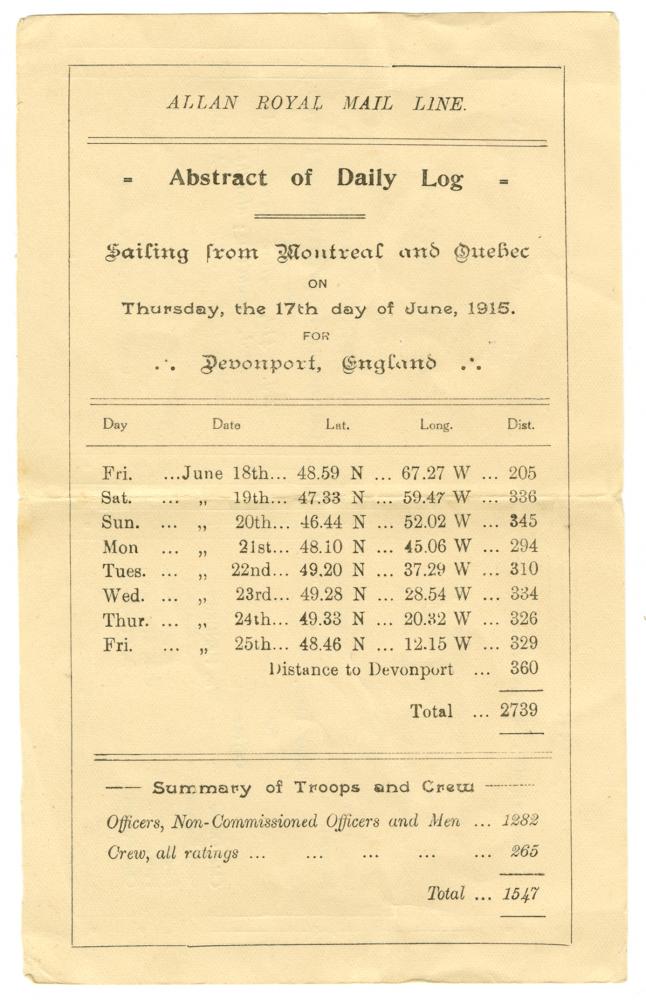 ALLAN ROYAL MAIL LINE.
= Abstract of Daily Log =
Sailing from Montreal and Quebec
ON
Thursday, the 17th day of June, 1915.
FOR
Devonport, England
Day Date Lat. Long. Dist.
Fri. ...June 18th... 48.59 N ... 67.27 W ... 205
Sat. ... „ 19th... 47.33 N ... 59.47 W ... 336
Sun. ... „ 20th... 46.44 N ... 52.02 W ... 345
Mon ... „ 21st... 48.10 N ... 45.06 W ... 294
Tues. ... „ 22nd... 49.20 N ... 37.29 W ... 310
Wed. ... „ 23rd... 49.28 N ... 28.54 W ... 334
Thur. ... „ 24th... 49.33 N ... 20.32 W ... 326
Fri. ... „ 25th... 48.46 N ... 12.15 W ... 329
Distance to Devonport ... 360
Total ... 2739
Summary of Troops and Crew
Officers, Non-Commissioned Officers and Men ... 1282
Crew, all ratings ... ... ... ... ... 265
Total ... 1547